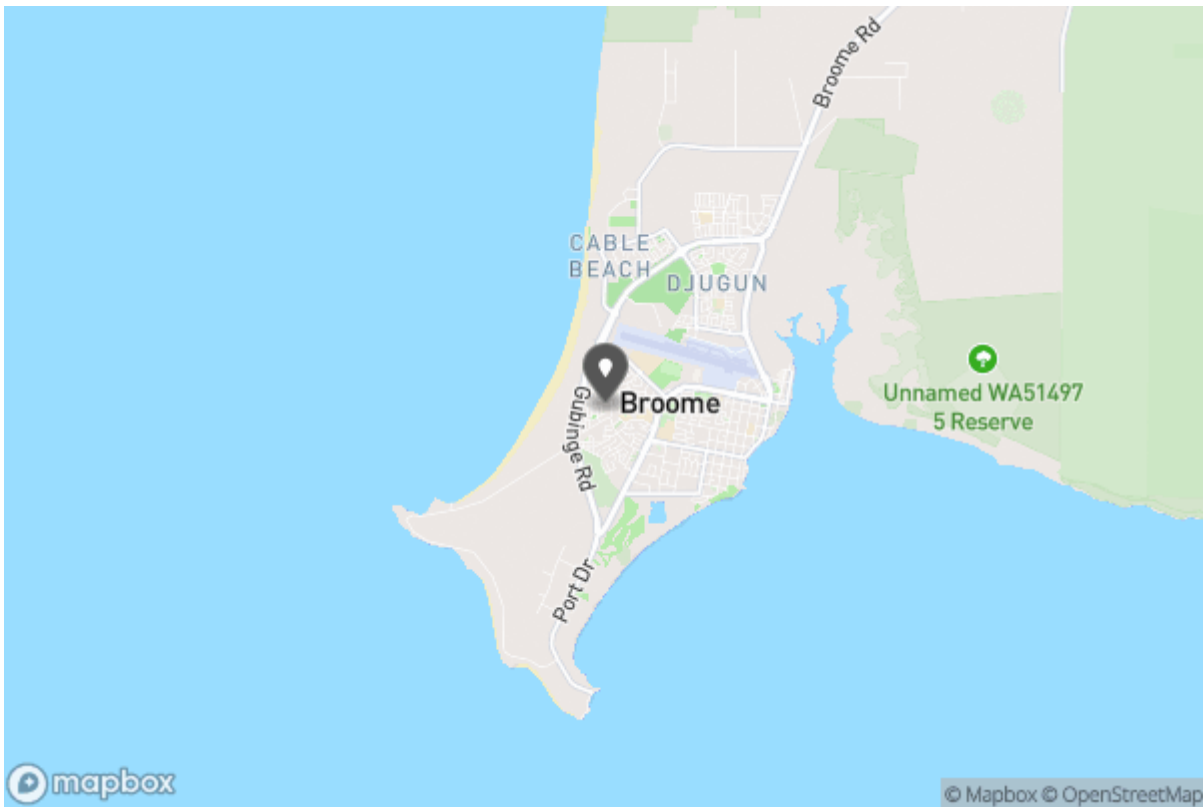 Broome Rd
CABLE
BEACH
DJUGUN
Gubinge Rd
Broome
Unnamed WA51497
5 Reserve
Port Dr
mapbox
© Mapbox © OpenStreetMap